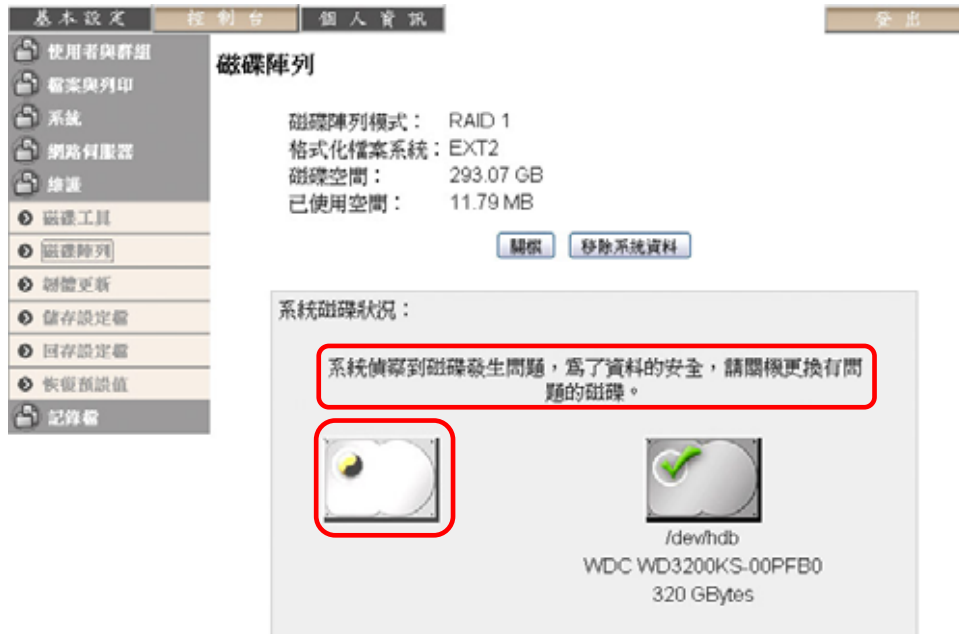 基本設定 控制台 個人資訊 登出
使用者與群組
檔案與列印
系統
網路伺服器
維護
磁碟工具
磁碟陣列
韌體更新
儲存設定檔
回存設定檔
恢復預設值
記錄檔
磁碟陣列
磁碟陣列模式： RAID 1
格式化檔案系統：EXT2
磁碟空間： 293.07 GB
已使用空間： 11.79 MB
關機 移除系統資料
系統磁碟狀況：
系統偵察到磁碟發生問題，為了資料的安全，請關機更換有問
題的磁碟。
/dev/hdb
WDC WD3200KS-00PFB0
320 GBytes